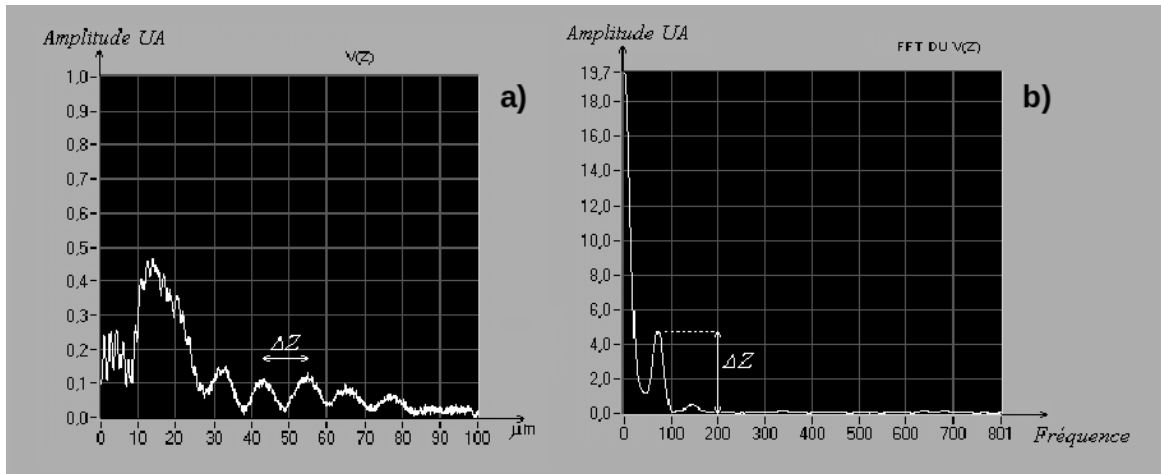 Amplitude UA
V(Z)
a)
1,0
0,9
0,8
0,7
0,6
0,5
0,4
0,3
0,2
0,1
0,0
ΔZ
0 10 20 30 40 50 60 70 80 90 100
µm
Amplitude UA
FFT DU V(Z)
b)
19,7
18,0
16,0
14,0
12,0
10,0
8,0
6,0
4,0
2,0
0,0
ΔZ
0 100 200 300 400 500 600 700 801
Fréquence